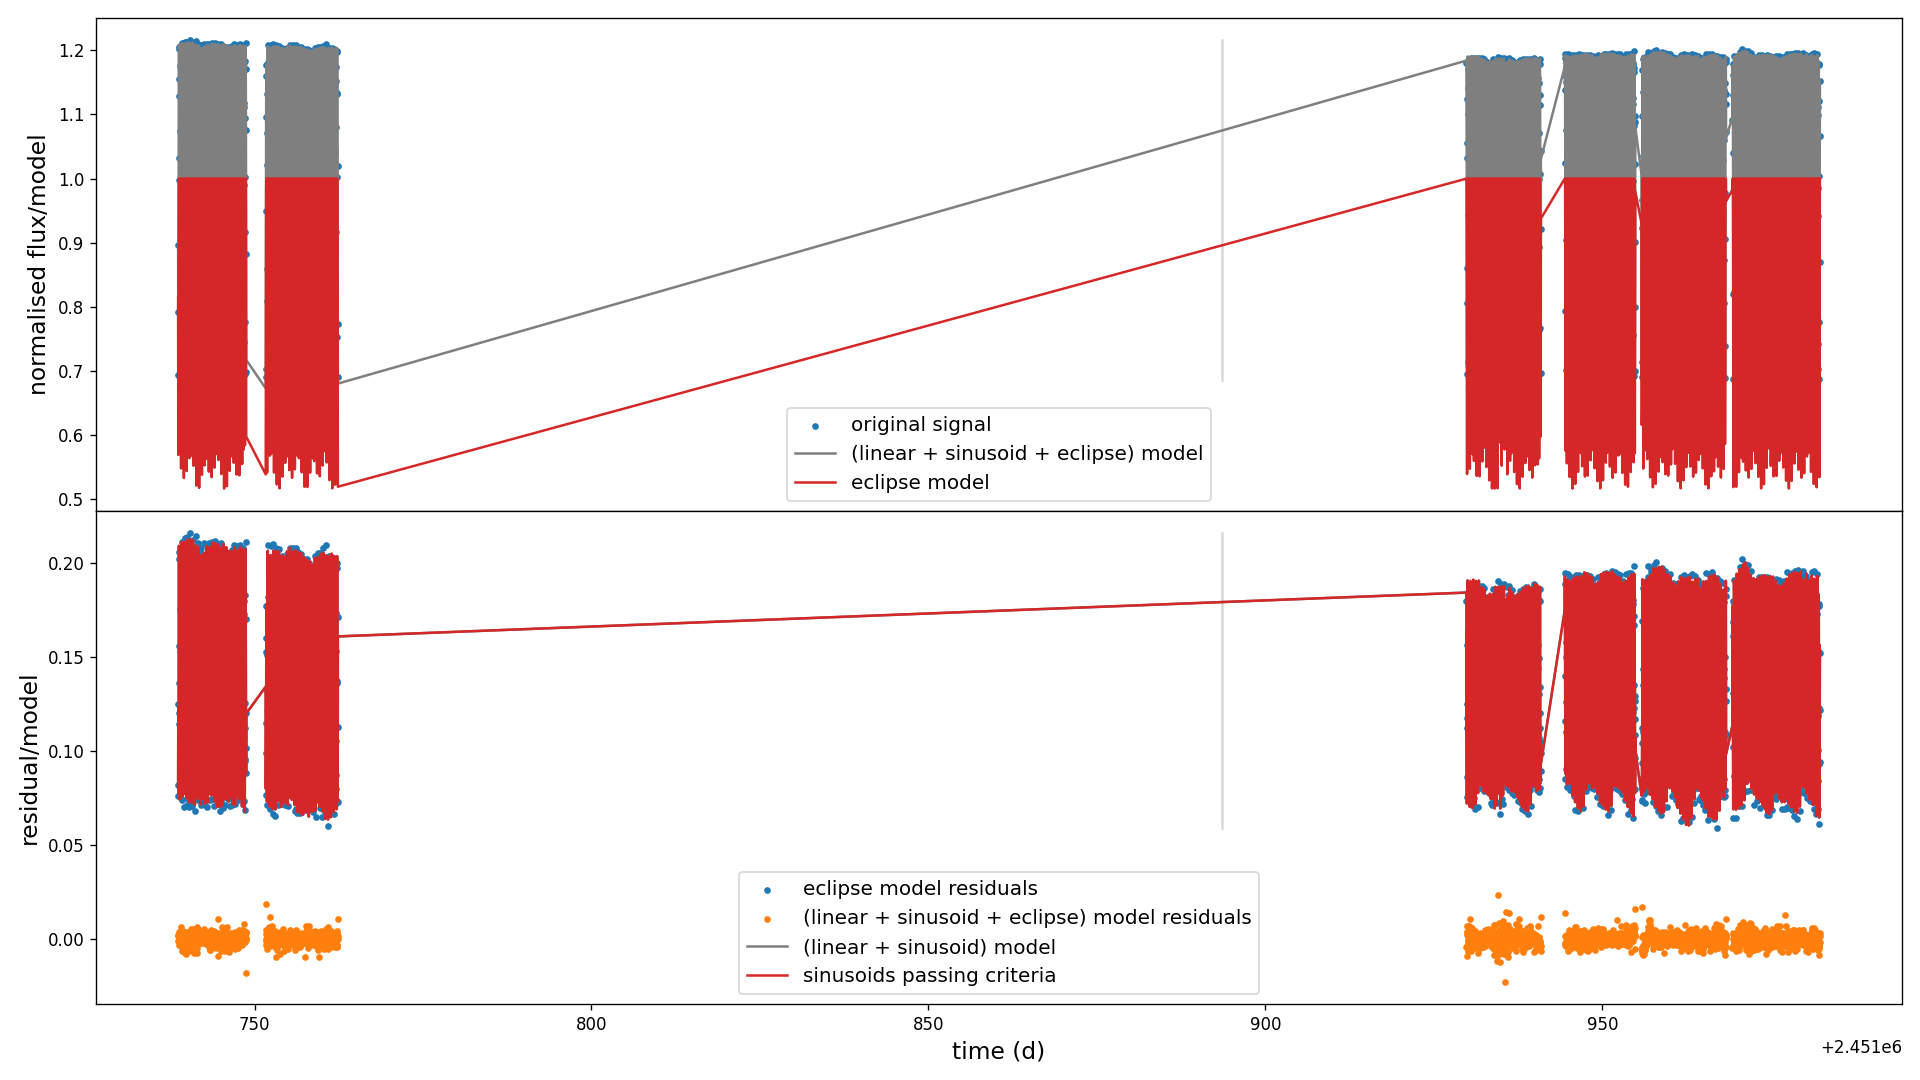 1.2
1.1
1.0
0.9
0.8
0.7
0.6
0.5
normalised flux/model
original signal
(linear + sinusoid + eclipse) model
eclipse model
0.20
0.15
0.10
0.05
0.00
residual/model
eclipse model residuals
(linear + sinusoid + eclipse) model residuals
(linear + sinusoid) model
sinusoids passing criteria
750 800 850 900 950
time (d)
+2.451e6